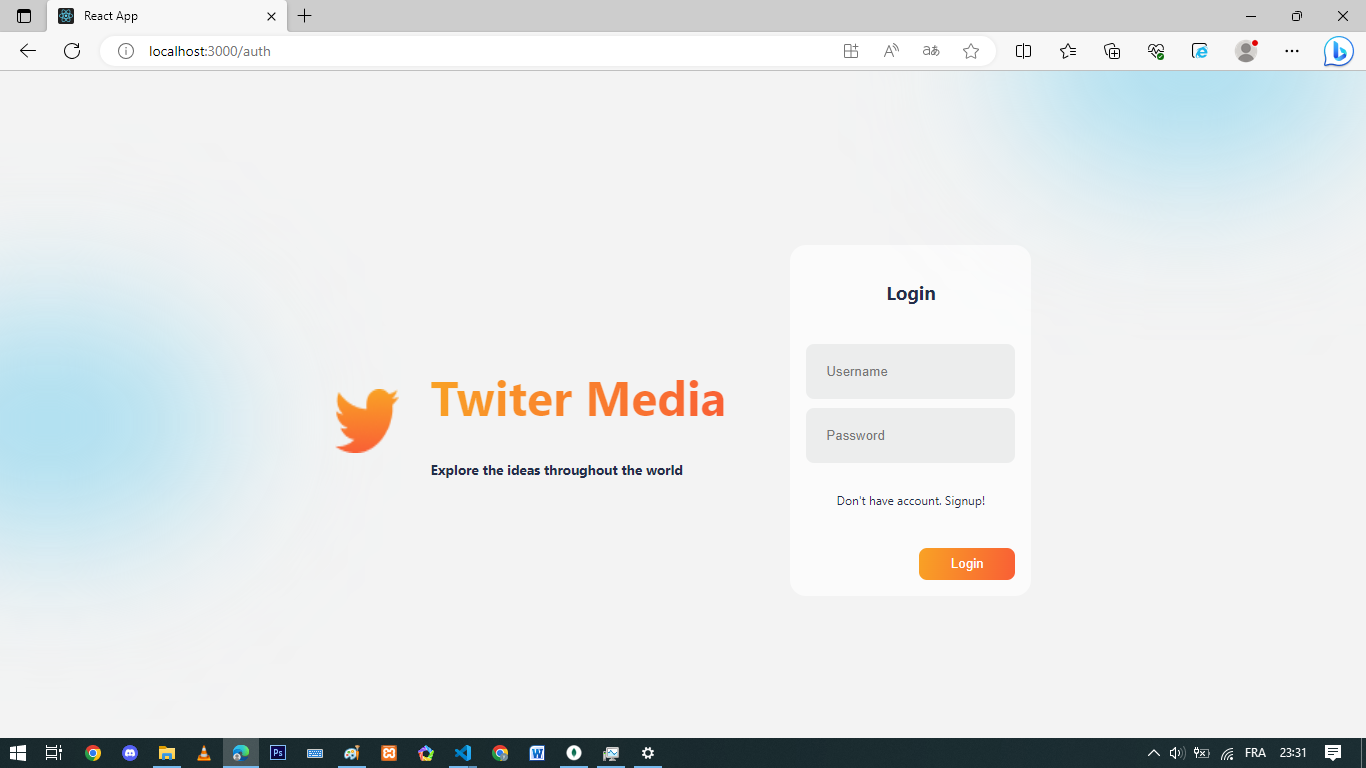 React App
localhost:3000/auth
Login
Username
Twiter Media
Password
Explore the ideas throughout the world
Don't have account. Signup!
Login
FRA 23:31